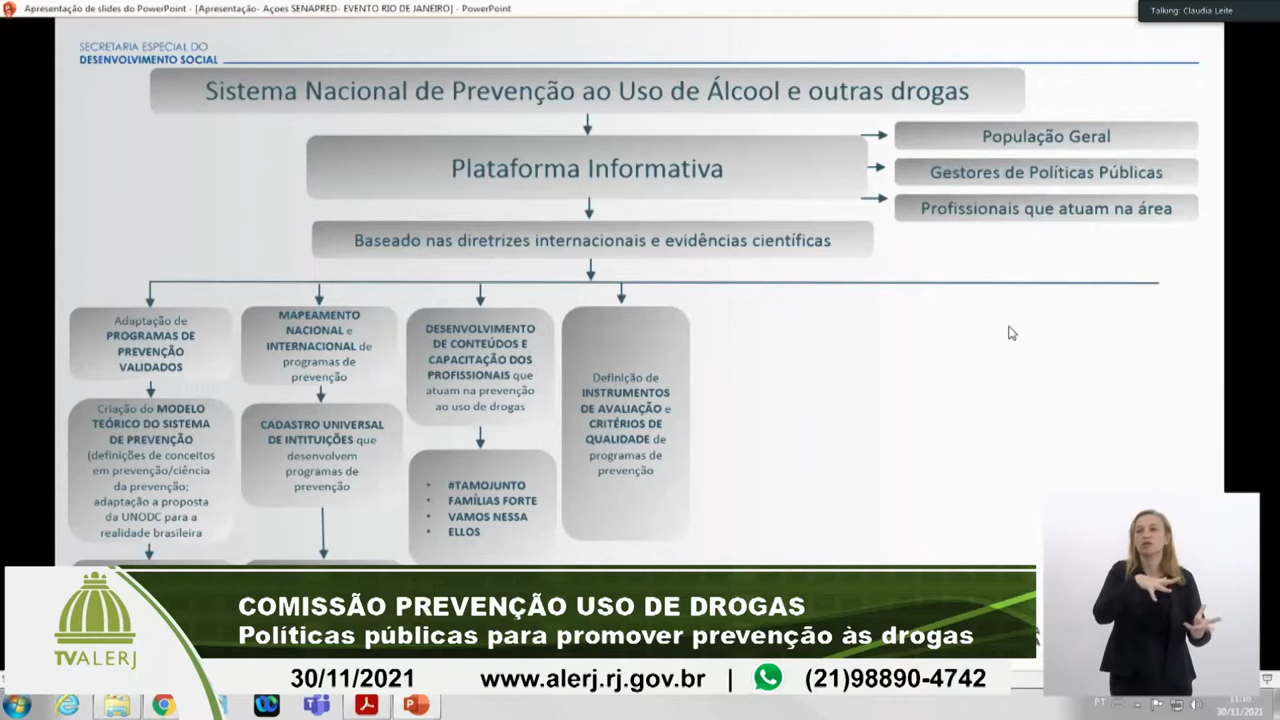 Apresentação de slides do PowerPoint - [Apresentação- Açoes SENAPRED- EVENTO RIO DE JANEIRO] - PowerPoint
Talking: Claudia Leite
SECRETARIA ESPECIAL DO
DESENVOLVIMENTO SOCIAL
Sistema Nacional de Prevenção ao Uso de Álcool e outras drogas
Plataforma Informativa
População Geral
Gestores de Políticas Públicas
Profissionais que atuam na área
Baseado nas diretrizes internacionais e evidências científicas
Adaptação de
PROGRAMAS DE
PREVENÇÃO
VALIDADOS
Criação do MODELO
TEÓRICO DO SISTEMA
DE PREVENÇÃO
(definições de conceitos
em prevenção/ciência
da prevenção;
adaptação a proposta
da UNODC para a
realidade brasileira
MAPEAMENTO
NACIONAL e
INTERNACIONAL de
programas de
prevenção
CADASTRO UNIVERSAL
DE INTITUIÇÕES que
desenvolvem
programas de
prevenção
DESENVOLVIMENTO
DE CONTEÚDOS E
CAPACITAÇÃO DOS
PROFISSIONAIS que
atuam na prevenção
ao uso de drogas
• #TAMOJUNTO
• FAMÍLIAS FORTE
• VAMOS NESSA
• ELLOS
Definição de
INSTRUMENTOS
DE AVALIAÇÃO e
CRITÉRIOS DE
QUALIDADE de
programas de
prevenção
TVALERJ
COMISSÃO PREVENÇÃO USO DE DROGAS
Políticas públicas para promover prevenção às drogas
30/11/2021 www.alerj.rj.gov.br | (21)98890-4742
PT
30/11/2021